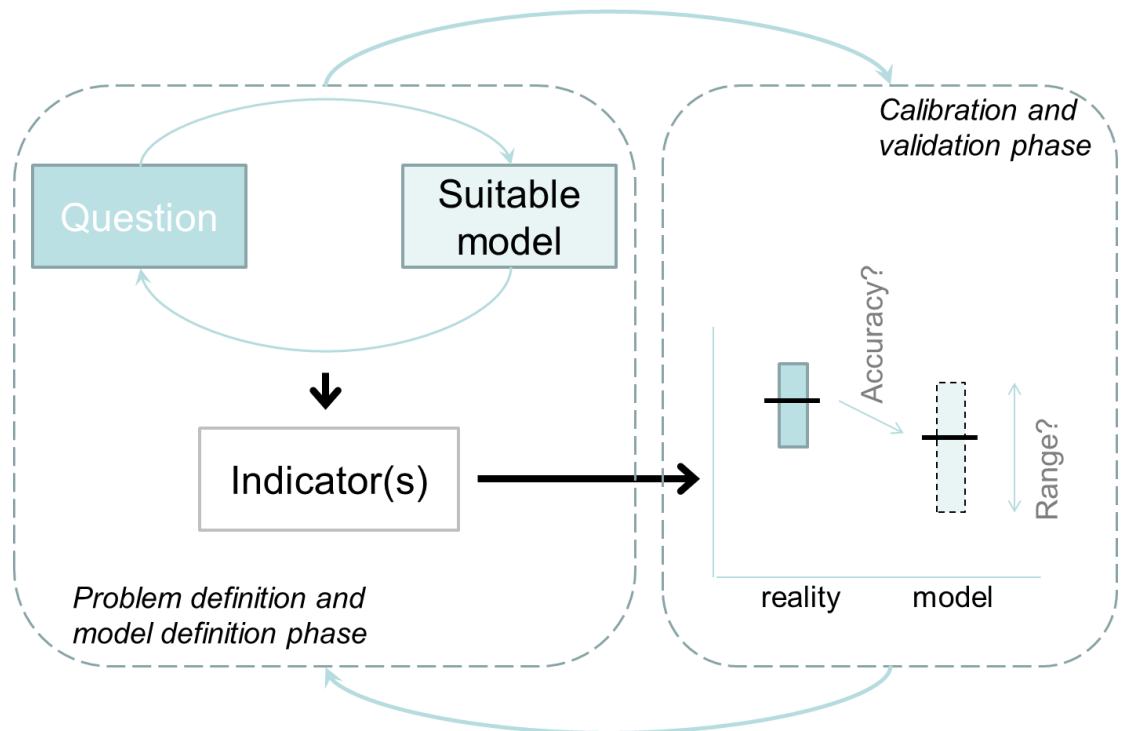 Calibration and
validation phase
Question
Suitable
model
Accuracy?
Range?
Indicator(s)
reality
model
Problem definition and
model definition phase